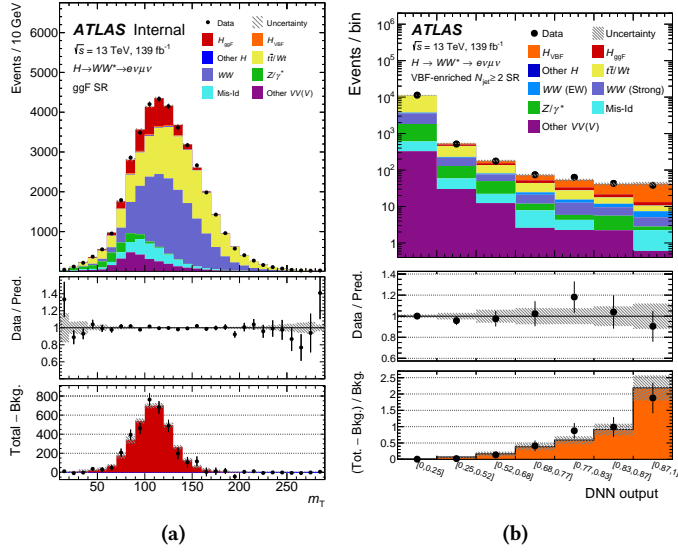 Events / 10 GeV
ATLAS Internal
√s = 13 TeV, 139 fb⁻¹
H→WW*→eνμν
ggF SR
Data
Uncertainty
H_ggF
H_VBF
Other H
tt̄/Wt
WW
Z/γ*
Mis-Id
Other VV(V)
6000
5000
4000
3000
2000
1000
Data / Pred.
1.4
1.2
1
0.8
0.6
Total − Bkg.
800
600
400
200
0
50
100
150
200
250
m_T
(a)
Events / bin
ATLAS
√s = 13 TeV, 139 fb⁻¹
H → WW* → eνμν
VBF-enriched N_jet ≥ 2 SR
Data
Uncertainty
H_VBF
H_ggF
Other H
tt̄/Wt
WW (EW)
WW (Strong)
Z/γ*
Mis-Id
Other VV(V)
10⁶
10⁵
10⁴
10³
10²
10
1
Data / Pred.
1.4
1.2
1
0.8
0.6
(Tot. − Bkg.) / Bkg.
2.5
2
1.5
1
0.5
0
[0,0.25]
[0.25,0.52]
[0.52,0.68]
[0.68,0.77]
[0.77,0.83]
[0.83,0.87]
DNN output
(b)